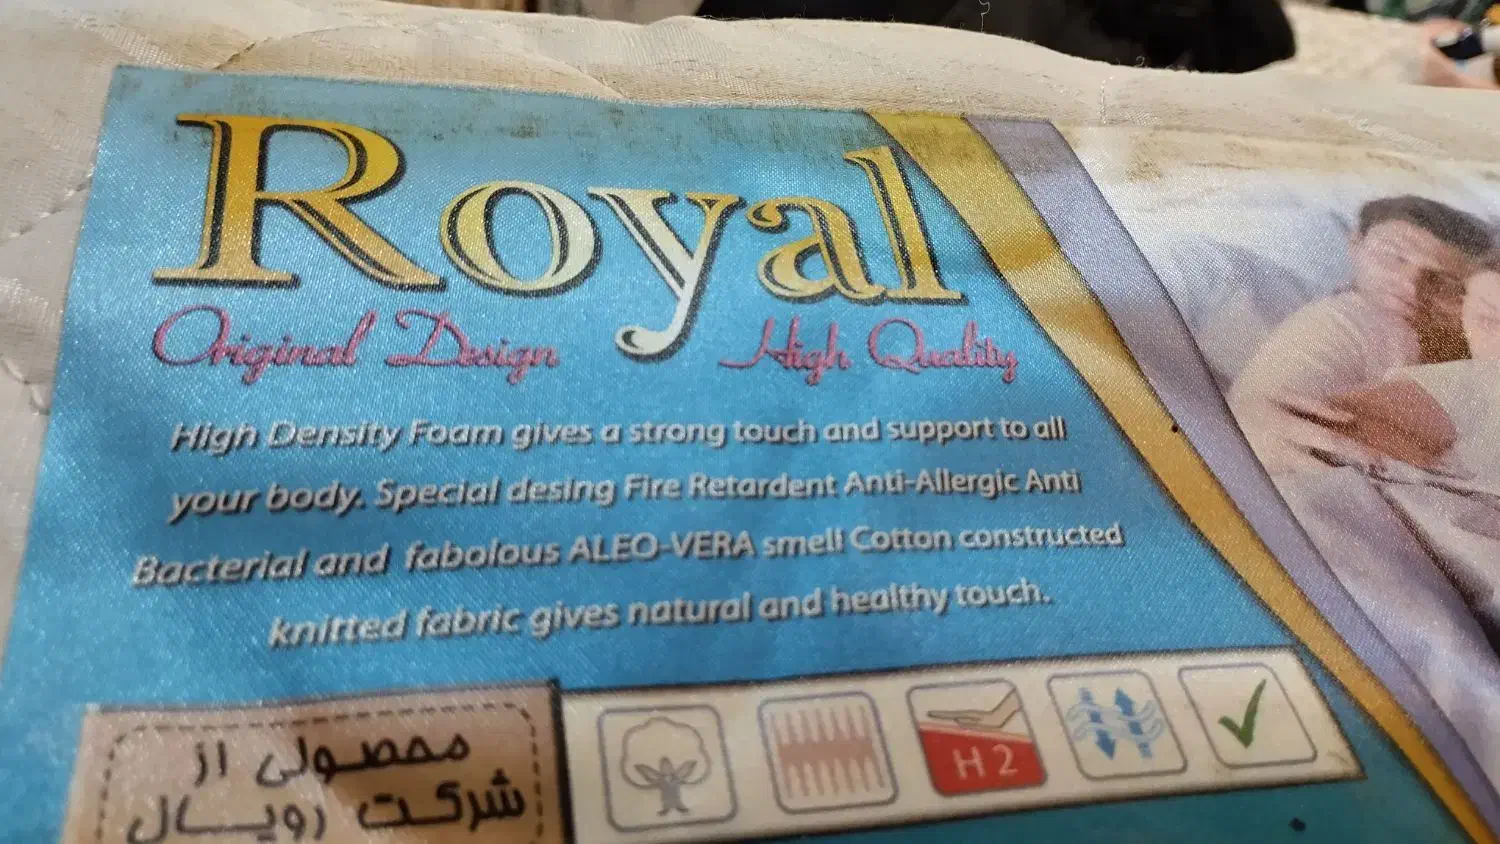 Royal
Original Design High Quality
High Density Foam gives a strong touch and support to all
your body. Special desing Fire Retardent Anti-Allergic Anti
Bacterial and fabolous ALEO-VERA smell Cotton constructed
knitted fabric gives natural and healthy touch.
محصولی از
شرکت رویال
H 2